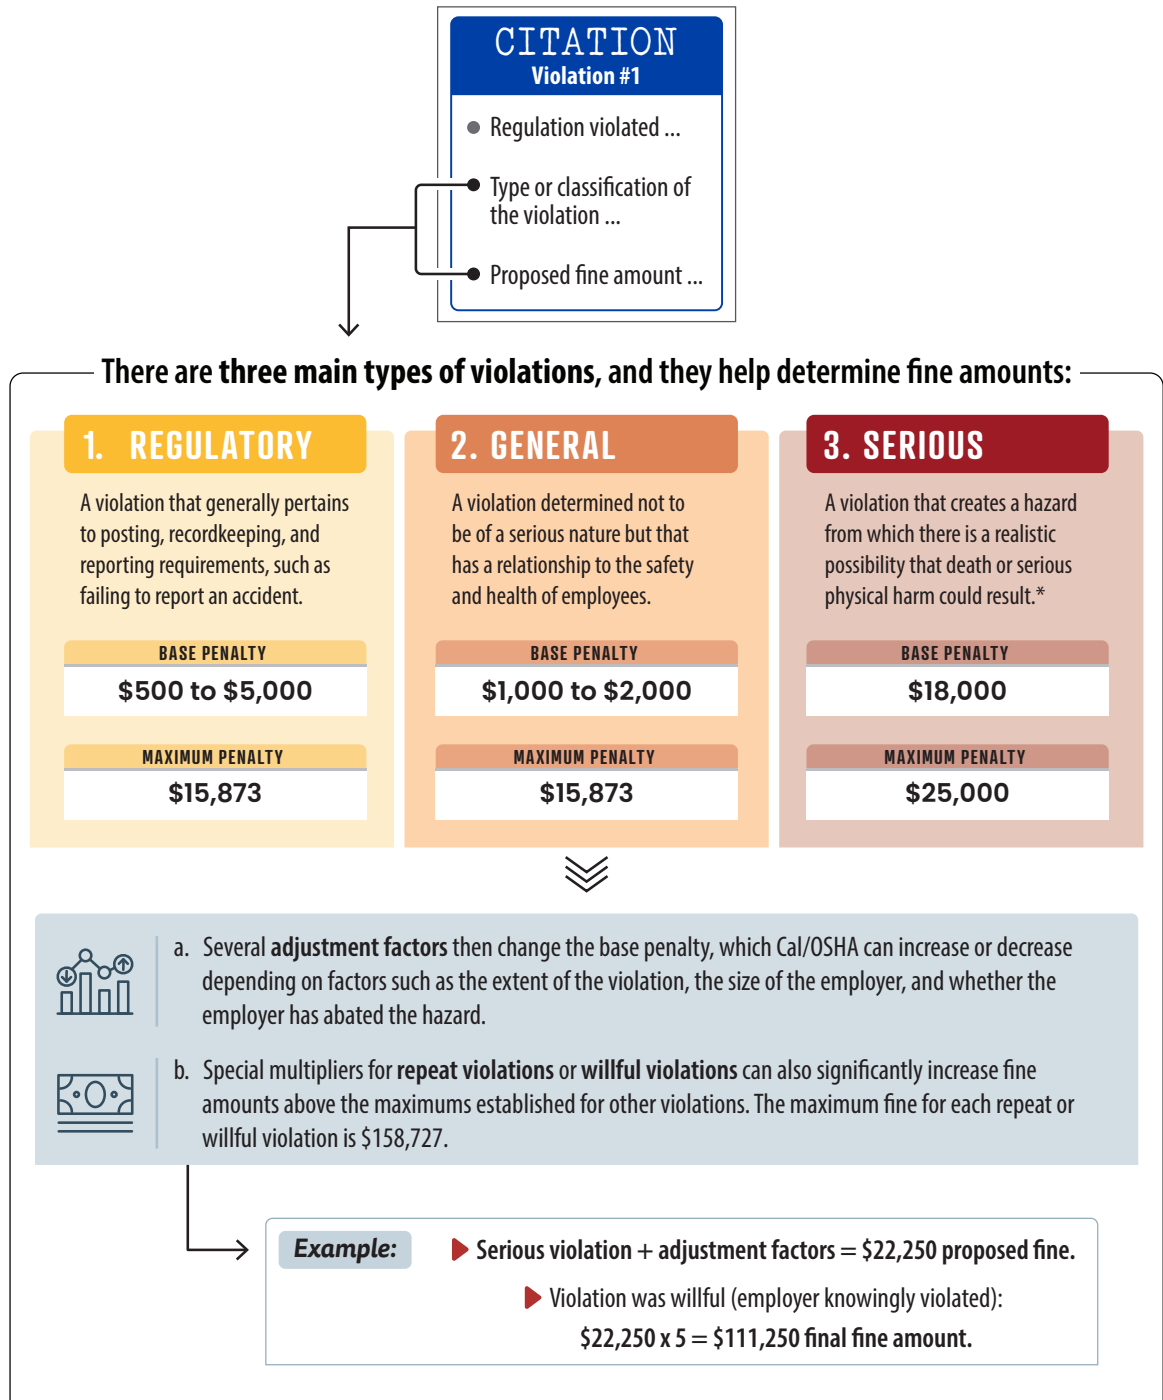 CITATION
Violation #1
Regulation violated ...
Type or classification of
the violation ...
Proposed fine amount ...
There are three main types of violations, and they help determine fine amounts:
1. REGULATORY
A violation that generally pertains
to posting, recordkeeping, and
reporting requirements, such as
failing to report an accident.
BASE PENALTY
$500 to $5,000
MAXIMUM PENALTY
$15,873
2. GENERAL
A violation determined not to
be of a serious nature but that
has a relationship to the safety
and health of employees.
BASE PENALTY
$1,000 to $2,000
MAXIMUM PENALTY
$15,873
3. SERIOUS
A violation that creates a hazard
from which there is a realistic
possibility that death or serious
physical harm could result.*
BASE PENALTY
$18,000
MAXIMUM PENALTY
$25,000
a. Several adjustment factors then change the base penalty, which Cal/OSHA can increase or decrease
depending on factors such as the extent of the violation, the size of the employer, and whether the
employer has abated the hazard.
b. Special multipliers for repeat violations or willful violations can also significantly increase fine
amounts above the maximums established for other violations. The maximum fine for each repeat or
willful violation is $158,727.
Example:
Serious violation + adjustment factors = $22,250 proposed fine.
Violation was willful (employer knowingly violated):
$22,250 x 5 = $111,250 final fine amount.